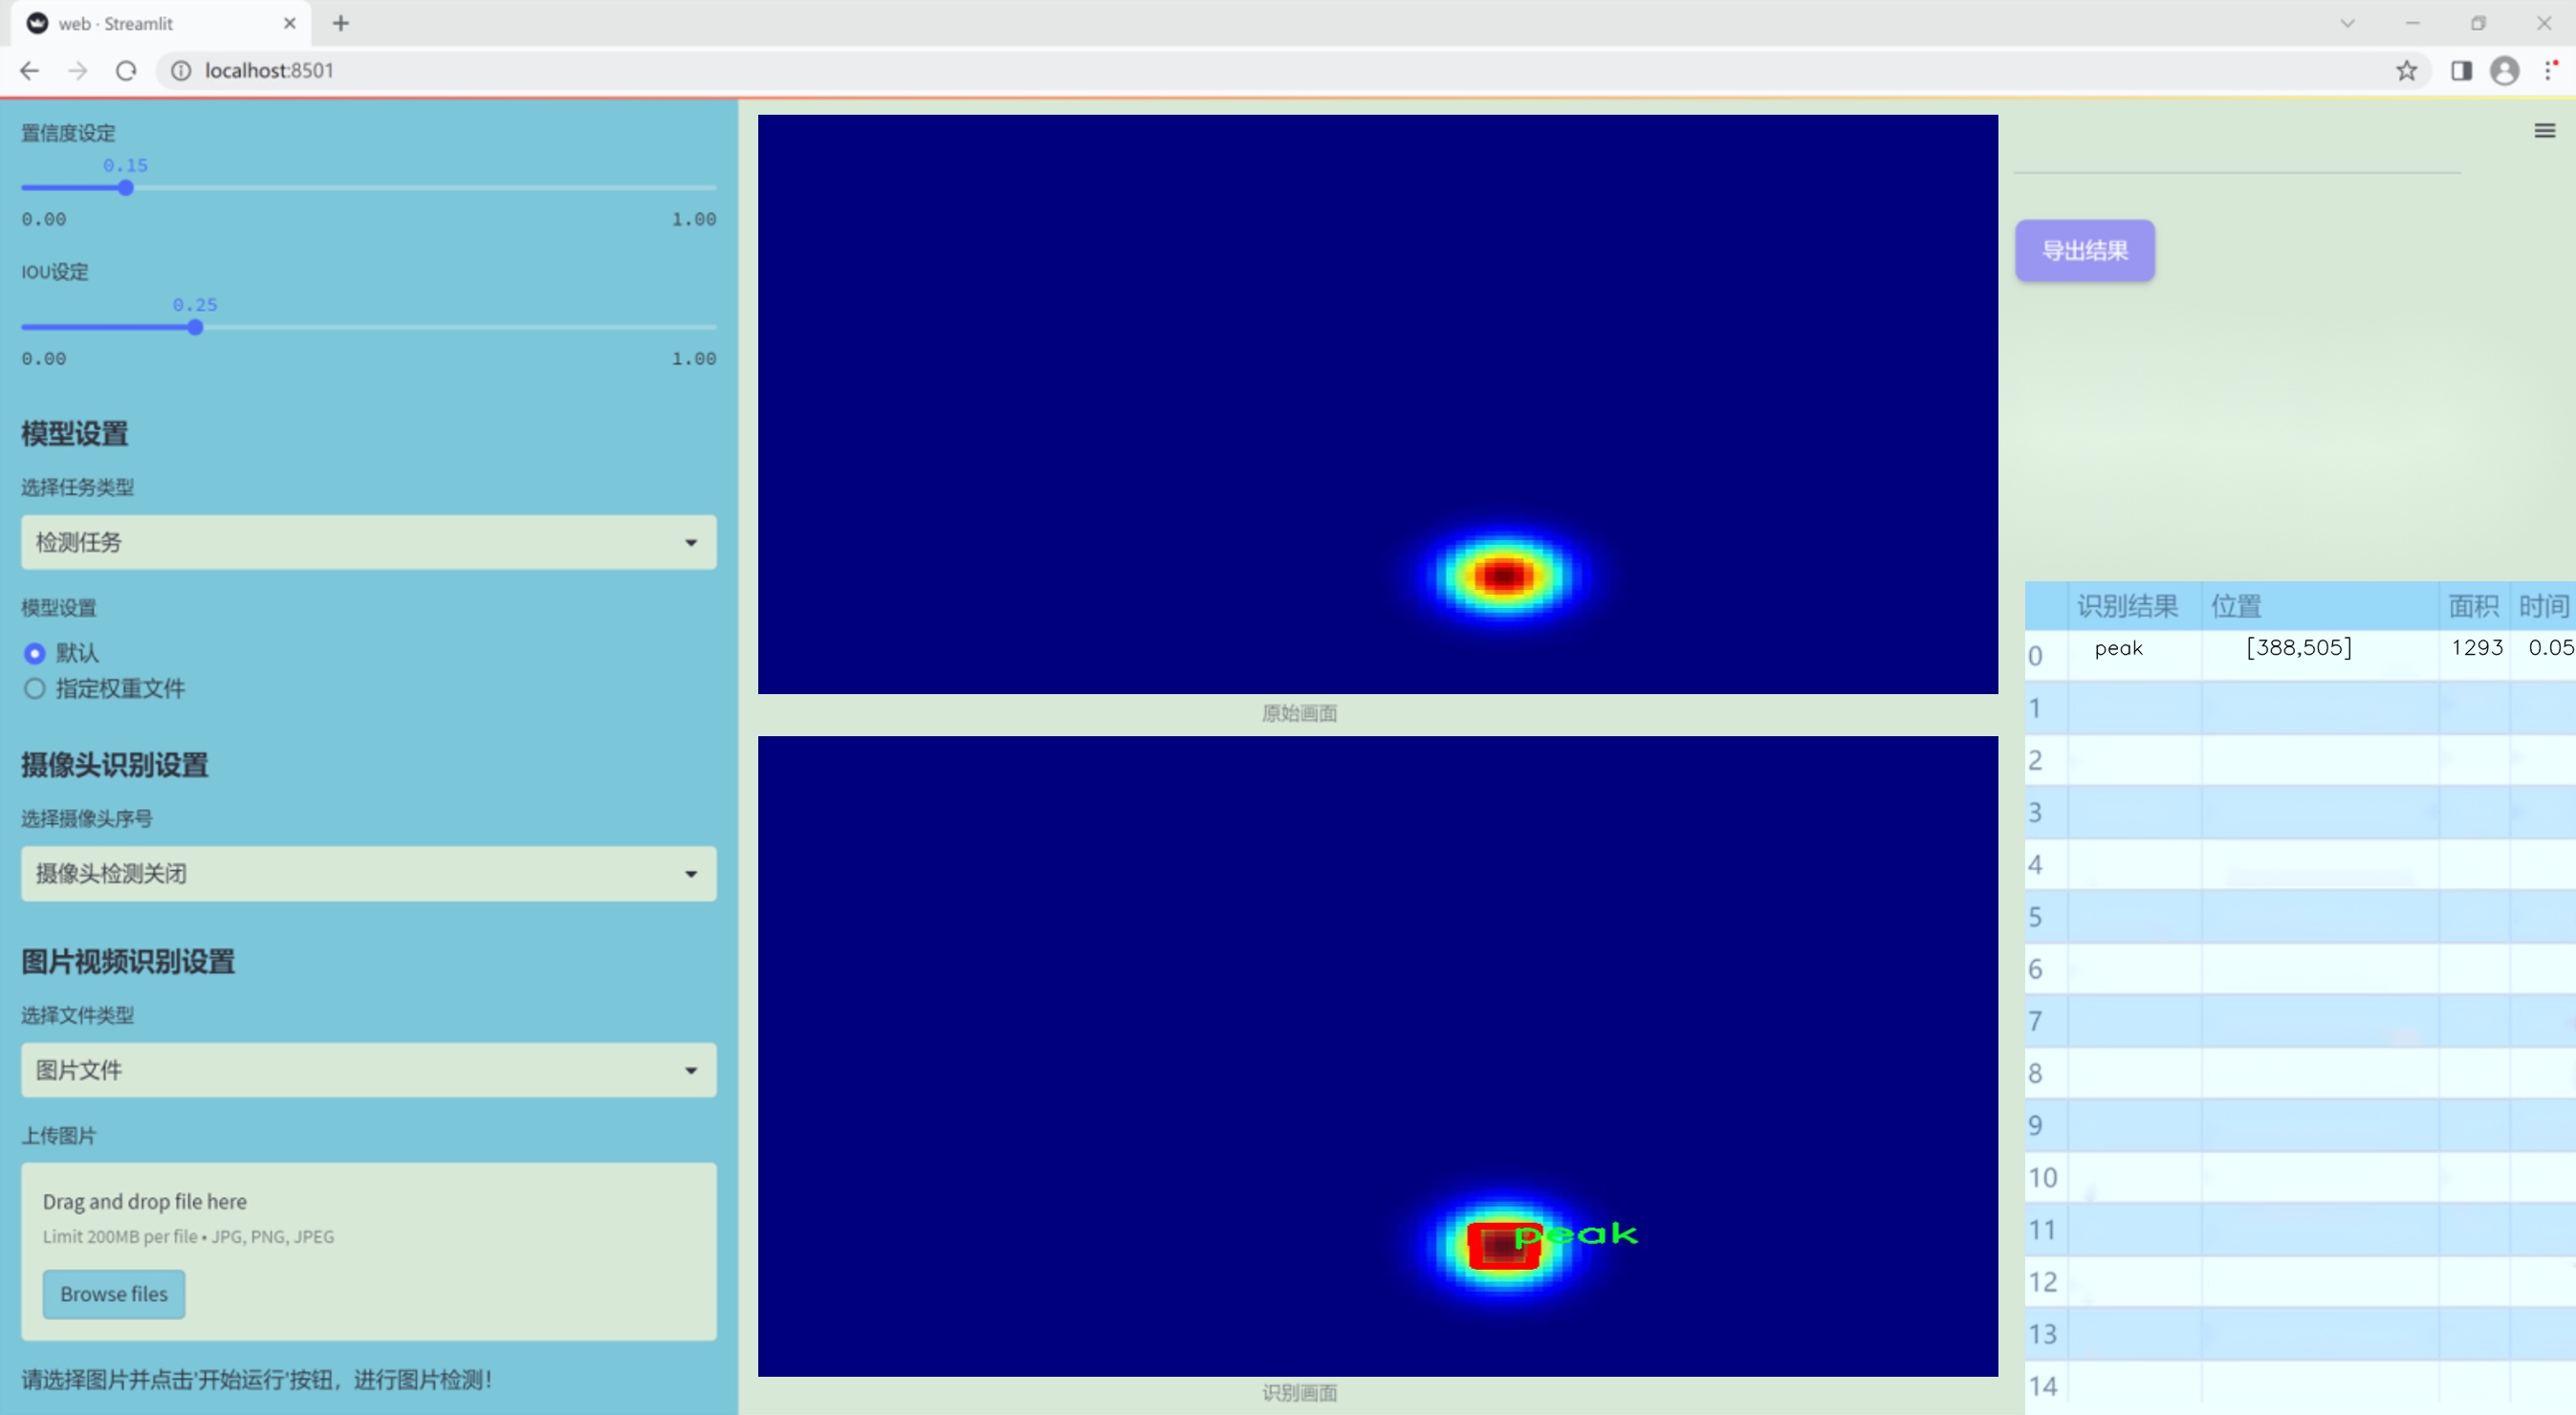 web · Streamlit
localhost:8501
置信度设定
0.15
0.00 1.00
IOU设定
0.25
0.00 1.00
模型设置
选择任务类型
检测任务
模型设置
默认
指定权重文件
摄像头识别设置
选择摄像头序号
摄像头检测关闭
图片视频识别设置
选择文件类型
图片文件
上传图片
Drag and drop file here
Limit 200MB per file • JPG, PNG, JPEG
Browse files
请选择图片并点击'开始运行'按钮，进行图片检测！
原始画面
peak
识别画面
导出结果
识别结果 位置 面积 时间
0 peak [388,505] 1293 0.05
1
2
3
4
5
6
7
8
9
10
11
12
13
14